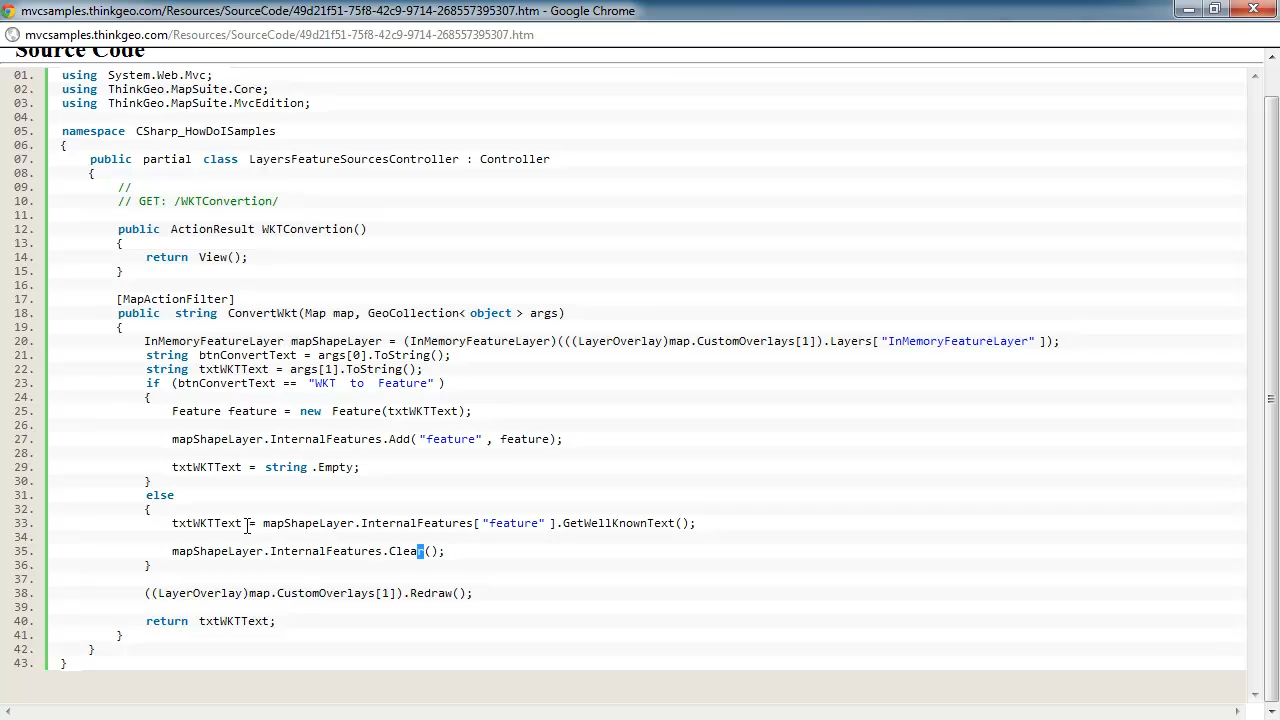 mvcsamples.thinkgeo.com/Resources/SourceCode/49d21f51-75f8-42c9-9714-268557395307.htm - Google Chrome
mvcsamples.thinkgeo.com/Resources/SourceCode/49d21f51-75f8-42c9-9714-268557395307.htm
Source Code
01. using System.Web.Mvc;
02. using ThinkGeo.MapSuite.Core;
03. using ThinkGeo.MapSuite.MvcEdition;
04.
05. namespace CSharp_HowDoISamples
06. {
07. public partial class LayersFeatureSourcesController : Controller
08. {
09. //
10. // GET: /WKTConvertion/
11.
12. public ActionResult WKTConvertion()
13. {
14. return View();
15. }
16.
17. [MapActionFilter]
18. public string ConvertWkt(Map map, GeoCollection< object > args)
19. {
20. InMemoryFeatureLayer mapShapeLayer = (InMemoryFeatureLayer)(((LayerOverlay)map.CustomOverlays[1]).Layers["InMemoryFeatureLayer" ]);
21. string btnConvertText = args[0].ToString();
22. string txtWKTText = args[1].ToString();
23. if (btnConvertText == "WKT to Feature" )
24. {
25. Feature feature = new Feature(txtWKTText);
26.
27. mapShapeLayer.InternalFeatures.Add( "feature" , feature);
28.
29. txtWKTText = string .Empty;
30. }
31. else
32. {
33. txtWKTText = mapShapeLayer.InternalFeatures[ "feature" ].GetWellKnownText();
34.
35. mapShapeLayer.InternalFeatures.Clear();
36. }
37.
38. ((LayerOverlay)map.CustomOverlays[1]).Redraw();
39.
40. return txtWKTText;
41. }
42. }
43. }